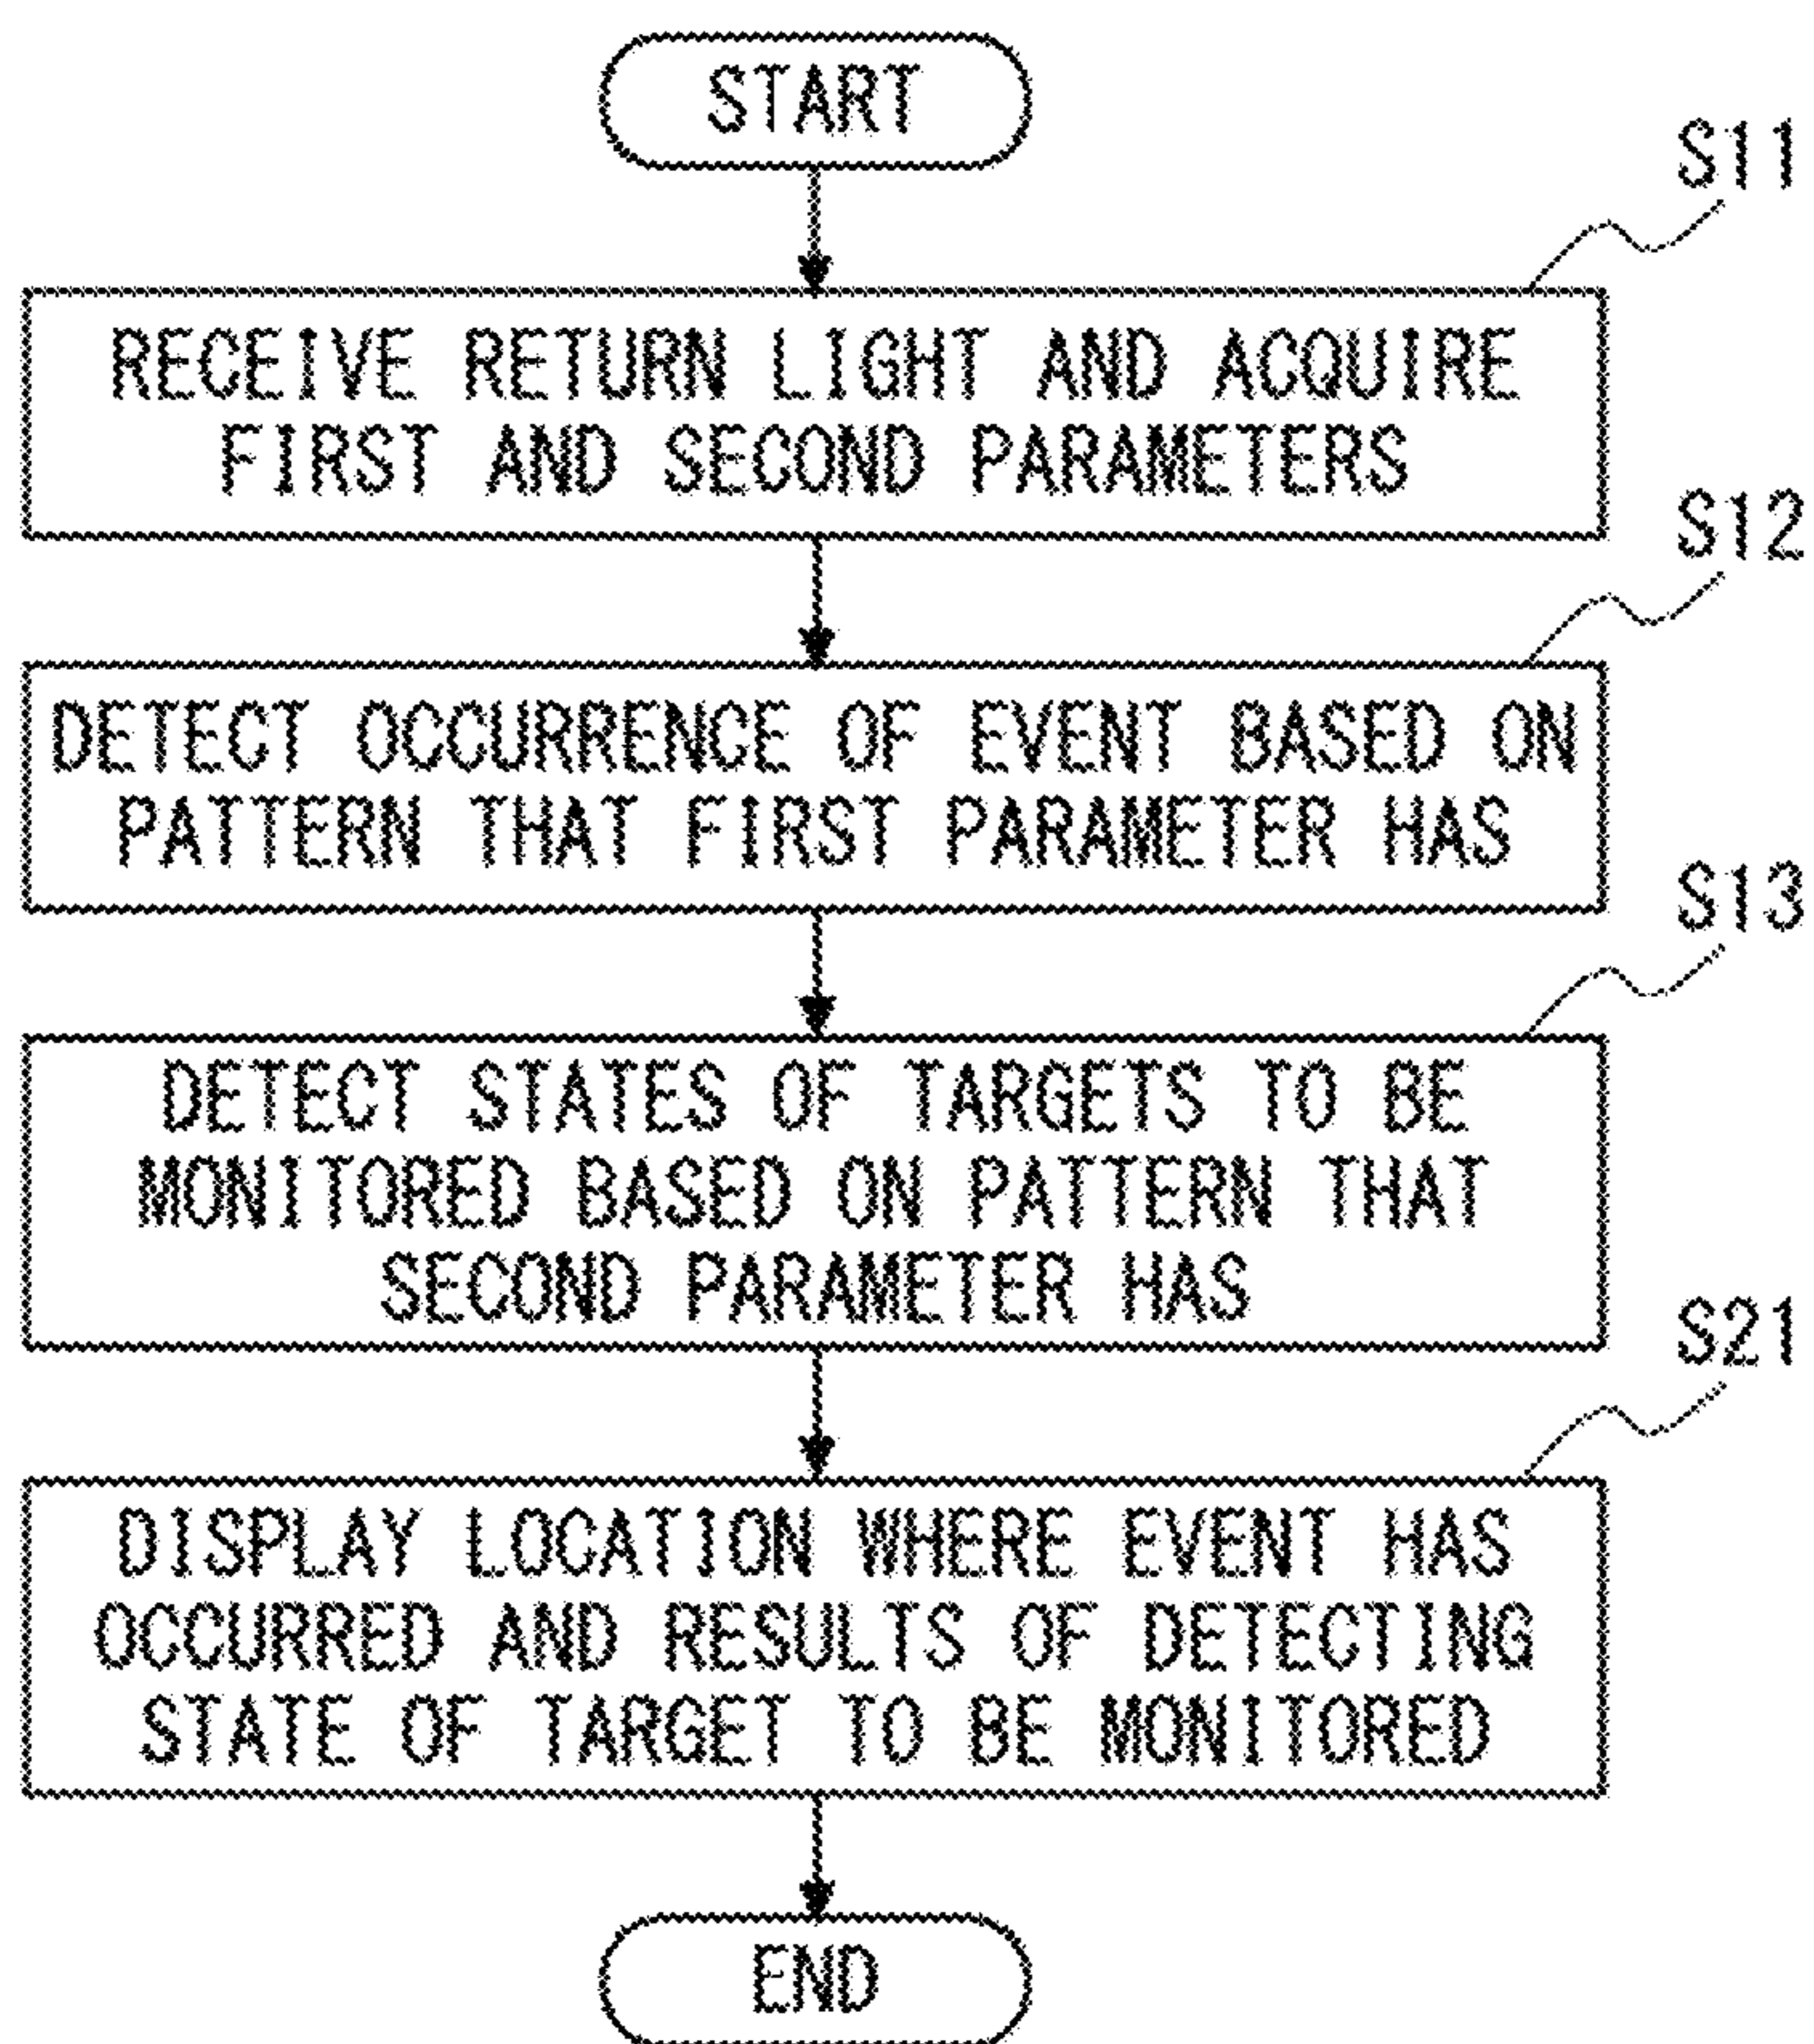 START
S11
RECEIVE RETURN LIGHT AND ACQUIRE
FIRST AND SECOND PARAMETERS
S12
DETECT OCCURRENCE OF EVENT BASED ON
PATTERN THAT FIRST PARAMETER HAS
S13
DETECT STATES OF TARGETS TO BE
MONITORED BASED ON PATTERN THAT
SECOND PARAMETER HAS
S21
DISPLAY LOCATION WHERE EVENT HAS
OCCURRED AND RESULTS OF DETECTING
STATE OF TARGET TO BE MONITORED
END